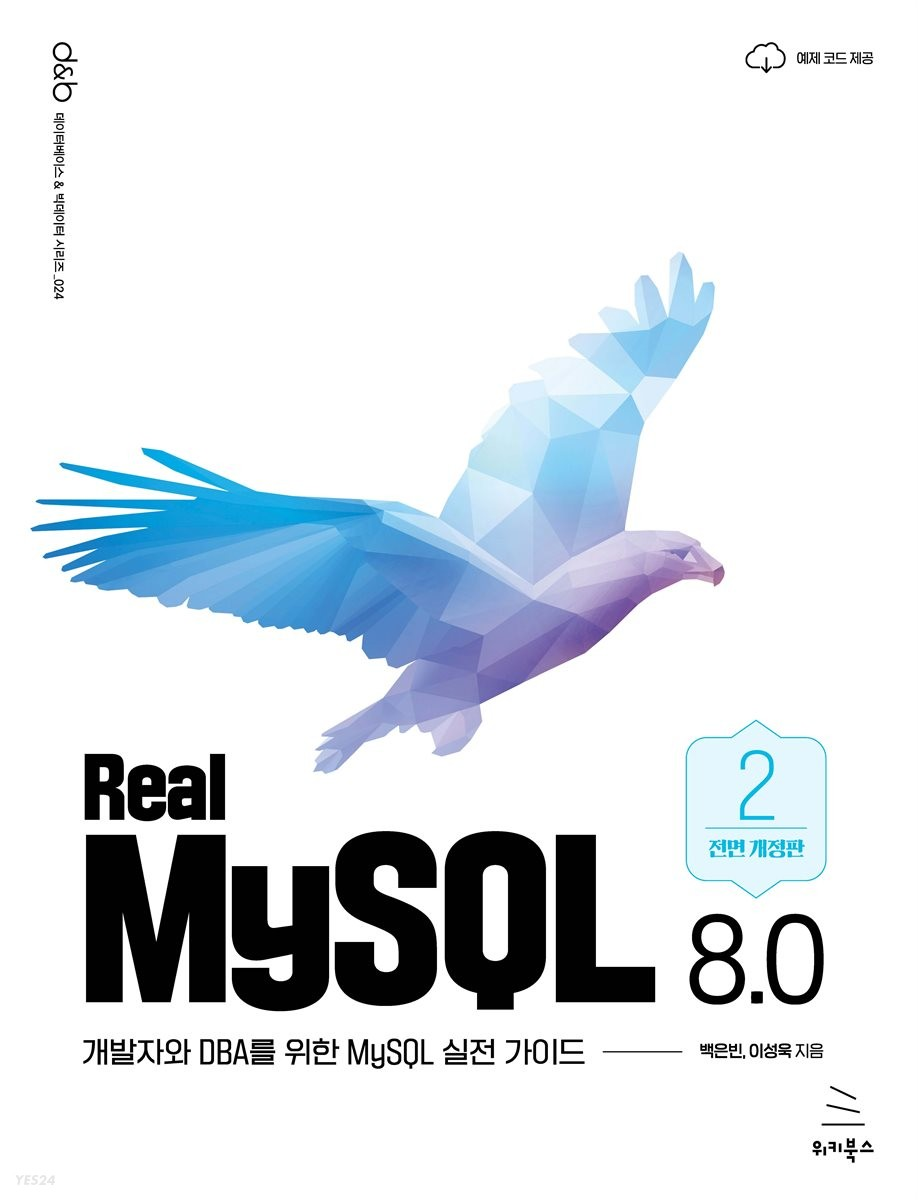 d&b 데이터베이스 & 빅데이터 시리즈_024
예제 코드 제공
Real
MySQL 8.0
2
전면 개정판
개발자와 DBA를 위한 MySQL 실전 가이드
백은빈, 이성욱 지음
위키북스
YES24